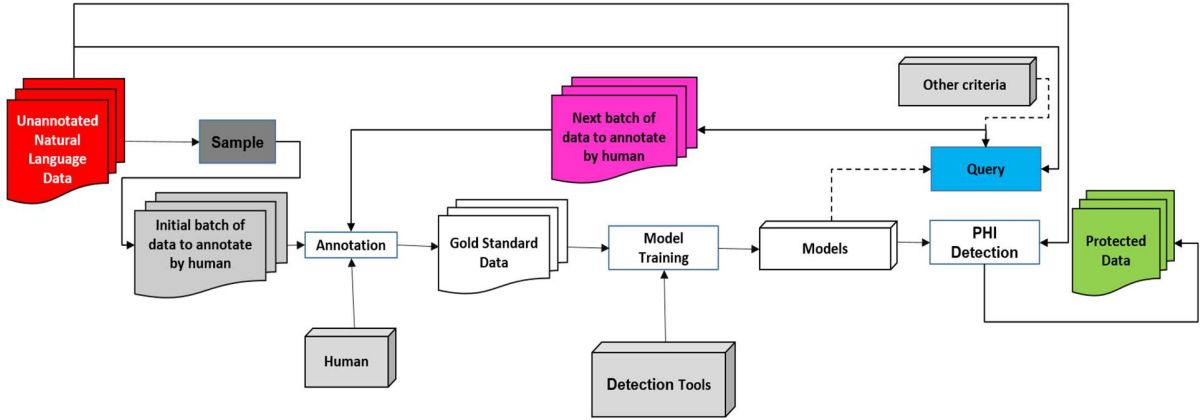 Unannotated
Natural
Language
Data
Sample
Other criteria
Next batch of
data to annotate
by human
Query
Initial batch of
data to annotate
by human
Annotation
Gold Standard
Data
Model
Training
Models
PHI
Detection
Protected
Data
Human
Detection Tools